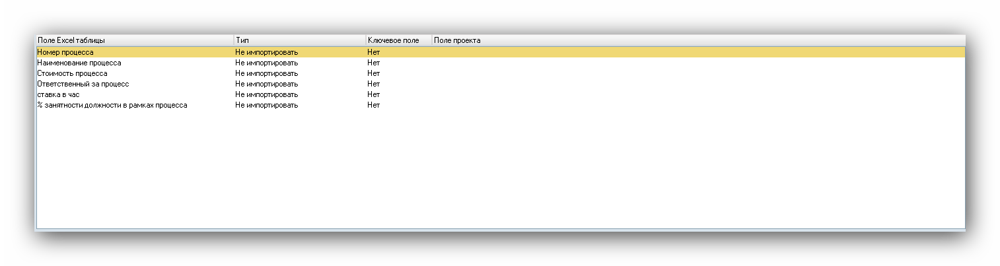 Поле Excel таблицы Тип Ключевое поле Поле проекта
Номер процесса Не импортировать Нет
Наименование процесса Не импортировать Нет
Стоимость процесса Не импортировать Нет
Ответственный за процесс Не импортировать Нет
ставка в час Не импортировать Нет
% занятности должности в рамках процесса Не импортировать Нет